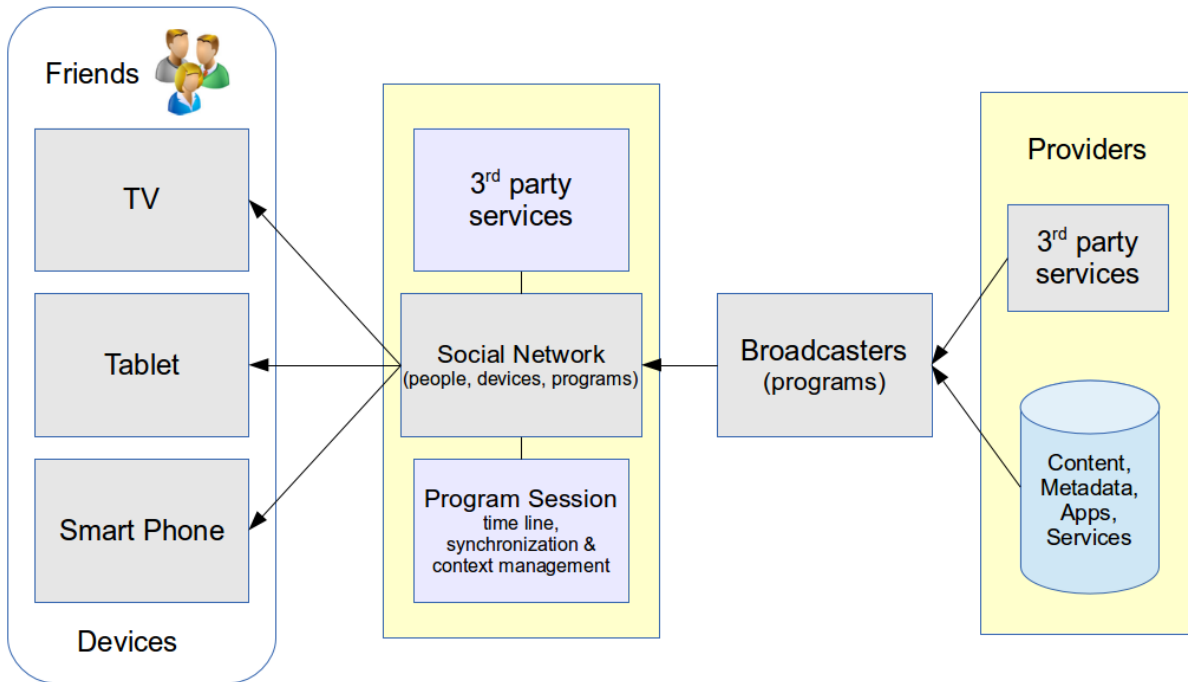 Friends
TV
Tablet
Smart Phone
Devices
3rd party
services
Social Network
(people, devices, programs)
Program Session
time line,
synchronization &
context management
Broadcasters
(programs)
Providers
3rd party
services
Content,
Metadata,
Apps,
Services